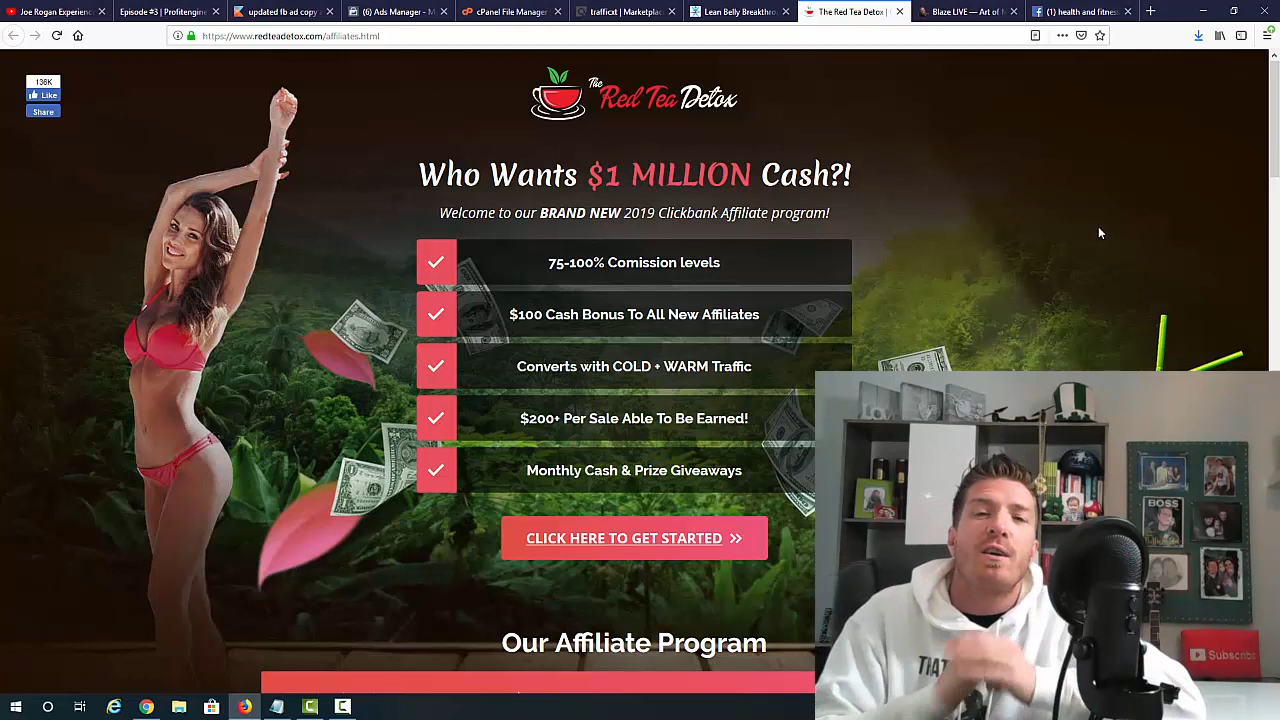 Joe Rogan Experienc
Episode #3 | Profitengine
updated fb ad copy
(6) Ads Manager - M
cPanel File Manager
trafficxt | Marketpla
Lean Belly Breakthro
The Red Tea Detox |
Blaze LIVE — Art of M
(1) health and fitnes
https://www.redteadetox.com/affiliates.html
136K
Like
Share
The Red Tea Detox
Who Wants $1 MILLION Cash?!
Welcome to our BRAND NEW 2019 Clickbank Affiliate program!
75-100% Comission levels
$100 Cash Bonus To All New Affiliates
Converts with COLD + WARM Traffic
$200+ Per Sale Able To Be Earned!
Monthly Cash & Prize Giveaways
CLICK HERE TO GET STARTED »
Our Affiliate Program
BOSS
THAT
Subscribe